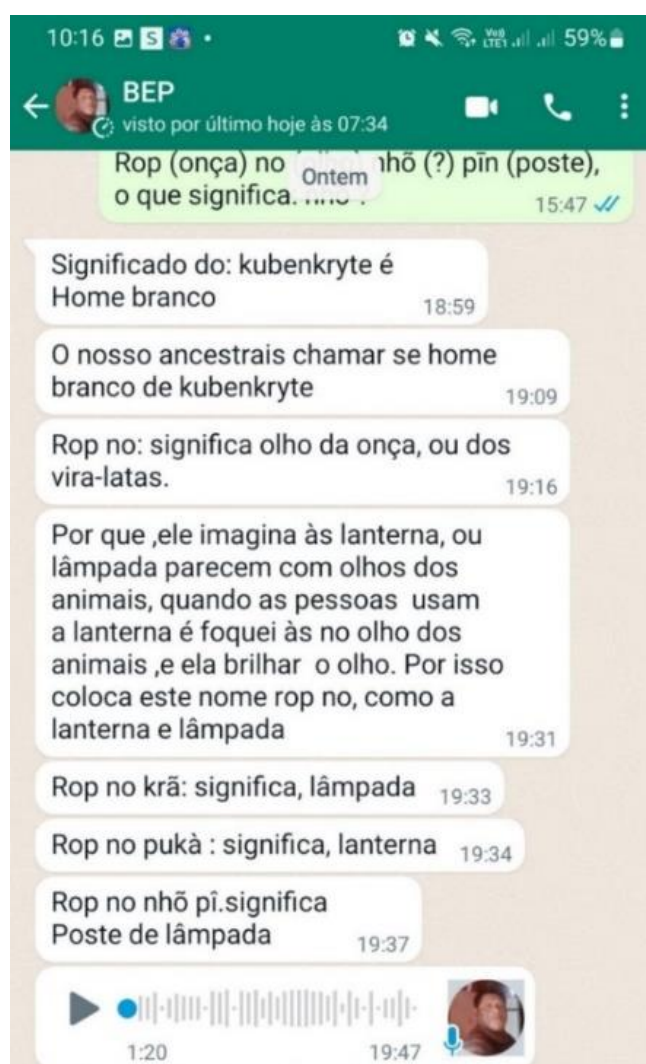 10:16
59%
BEP
visto por último hoje às 07:34
Rop (onça) no nhõ (?) pĩn (poste),
Ontem
o que significa.
15:47
Significado do: kubenkryte é
Home branco
18:59
O nosso ancestrais chamar se home
branco de kubenkryte
19:09
Rop no: significa olho da onça, ou dos
vira-latas.
19:16
Por que ,ele imagina às lanterna, ou
lâmpada parecem com olhos dos
animais, quando as pessoas usam
a lanterna é foquei às no olho dos
animais ,e ela brilhar o olho. Por isso
coloca este nome rop no, como a
lanterna e lâmpada
19:31
Rop no krã: significa, lâmpada
19:33
Rop no pukà : significa, lanterna
19:34
Rop no nhõ pî.significa
Poste de lâmpada
19:37
1:20
19:47